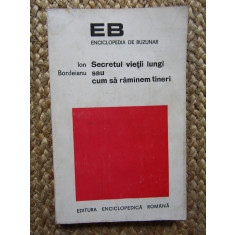 EB
ENCICLOPEDIA DE BUZUNAR
Ion
Bordeianu
Secretul vieții lungi
sau
cum să rămînem tineri
EDITURA ENCICLOPEDICĂ ROMÂNĂ